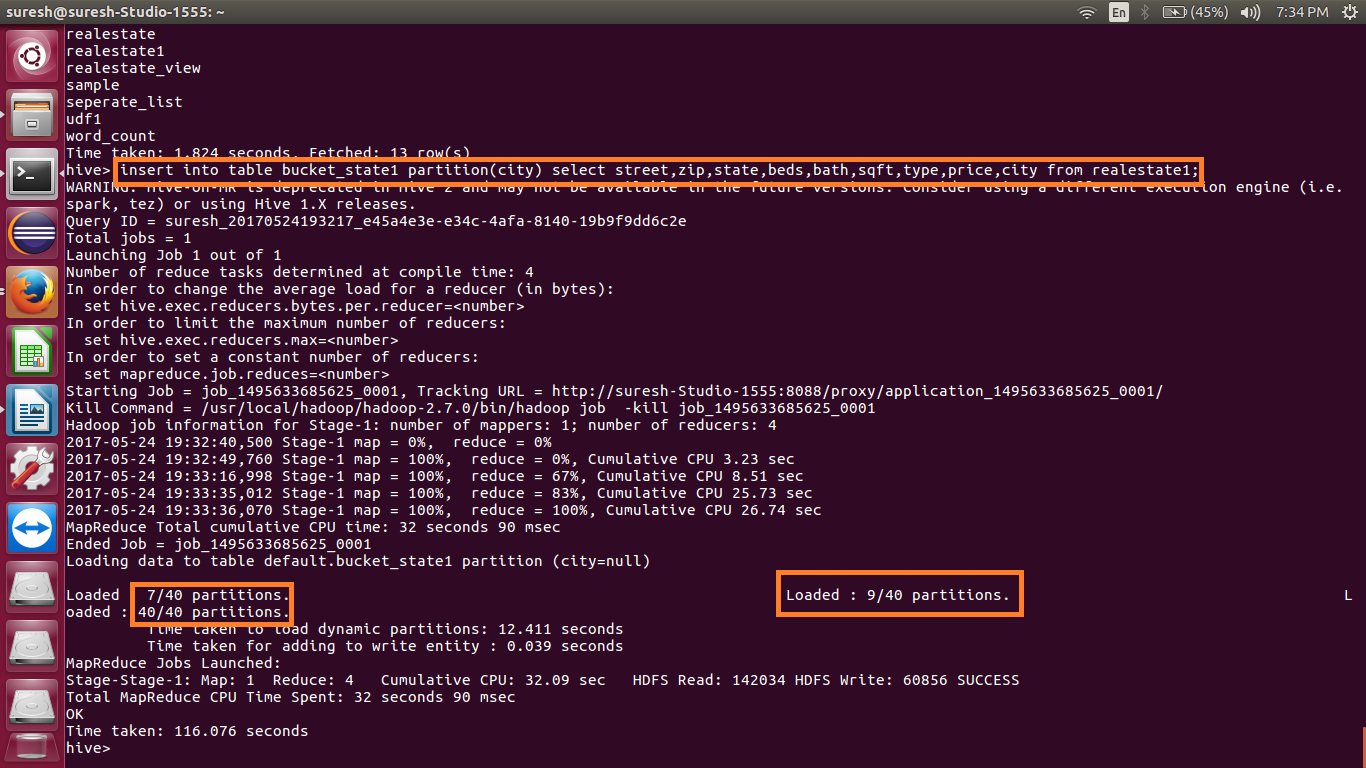 suresh@suresh-Studio-1555: ~
En
(45%)
7:34 PM
realestate
realestate1
realestate_view
sample
seperate_list
udf1
word_count
Time taken: 1.824 seconds, Fetched: 13 row(s)
hive> insert into table bucket_state1 partition(city) select street,zip,state,beds,bath,sqft,type,price,city from realestate1;
WARNING: Hive-on-MR is deprecated in Hive 2 and may not be available in the future versions. Consider using a different execution engine (i.e.
spark, tez) or using Hive 1.X releases.
Query ID = suresh_20170524193217_e45a4e3e-e34c-4afa-8140-19b9f9dd6c2e
Total jobs = 1
Launching Job 1 out of 1
Number of reduce tasks determined at compile time: 4
In order to change the average load for a reducer (in bytes):
  set hive.exec.reducers.bytes.per.reducer=<number>
In order to limit the maximum number of reducers:
  set hive.exec.reducers.max=<number>
In order to set a constant number of reducers:
  set mapreduce.job.reduces=<number>
Starting Job = job_1495633685625_0001, Tracking URL = http://suresh-Studio-1555:8088/proxy/application_1495633685625_0001/
Kill Command = /usr/local/hadoop/hadoop-2.7.0/bin/hadoop job  -kill job_1495633685625_0001
Hadoop job information for Stage-1: number of mappers: 1; number of reducers: 4
2017-05-24 19:32:40,500 Stage-1 map = 0%,  reduce = 0%
2017-05-24 19:32:49,760 Stage-1 map = 100%,  reduce = 0%, Cumulative CPU 3.23 sec
2017-05-24 19:33:16,998 Stage-1 map = 100%,  reduce = 67%, Cumulative CPU 8.51 sec
2017-05-24 19:33:35,012 Stage-1 map = 100%,  reduce = 83%, Cumulative CPU 25.73 sec
2017-05-24 19:33:36,070 Stage-1 map = 100%,  reduce = 100%, Cumulative CPU 26.74 sec
MapReduce Total cumulative CPU time: 32 seconds 90 msec
Ended Job = job_1495633685625_0001
Loading data to table default.bucket_state1 partition (city=null)
Loaded   7/40 partitions.   Loaded : 9/40 partitions.   L
oaded : 40/40 partitions.
Time taken to load dynamic partitions: 12.411 seconds
Time taken for adding to write entity : 0.039 seconds
MapReduce Jobs Launched:
Stage-Stage-1: Map: 1  Reduce: 4   Cumulative CPU: 32.09 sec   HDFS Read: 142034 HDFS Write: 60856 SUCCESS
Total MapReduce CPU Time Spent: 32 seconds 90 msec
OK
Time taken: 116.076 seconds
hive>